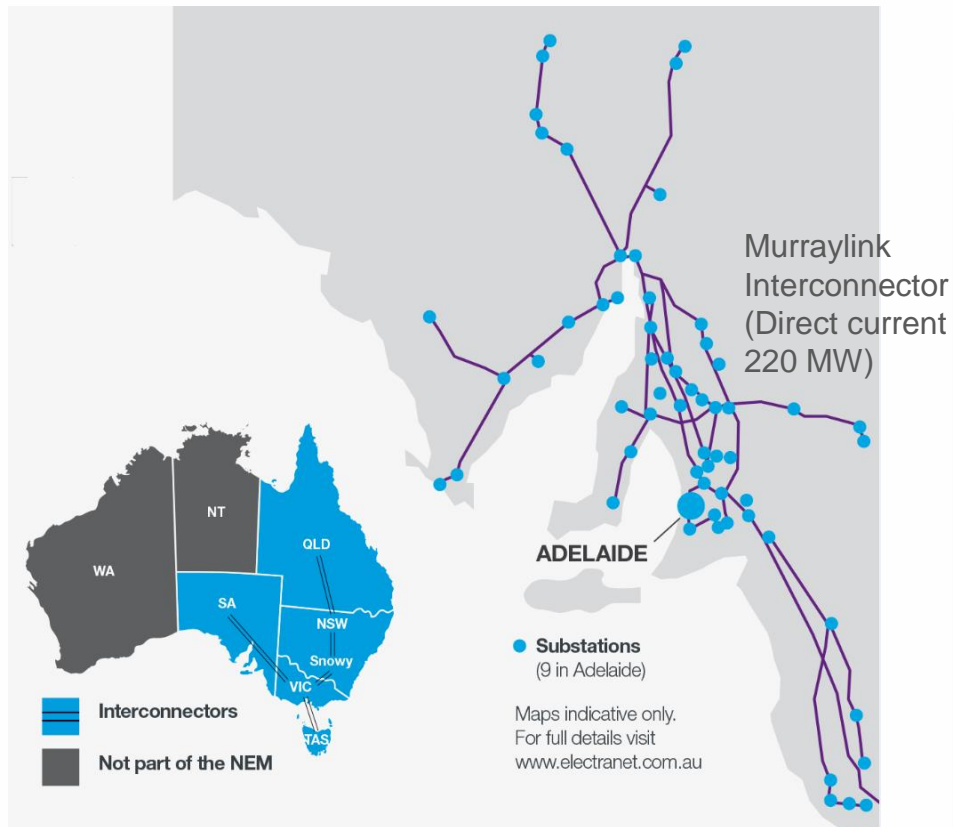 Murraylink
Interconnector
(Direct current
220 MW)
NT
QLD
WA
SA
NSW
Snowy
VIC
TAS
ADELAIDE
Substations
(9 in Adelaide)
Interconnectors
Not part of the NEM
Maps indicative only.
For full details visit
www.electranet.com.au